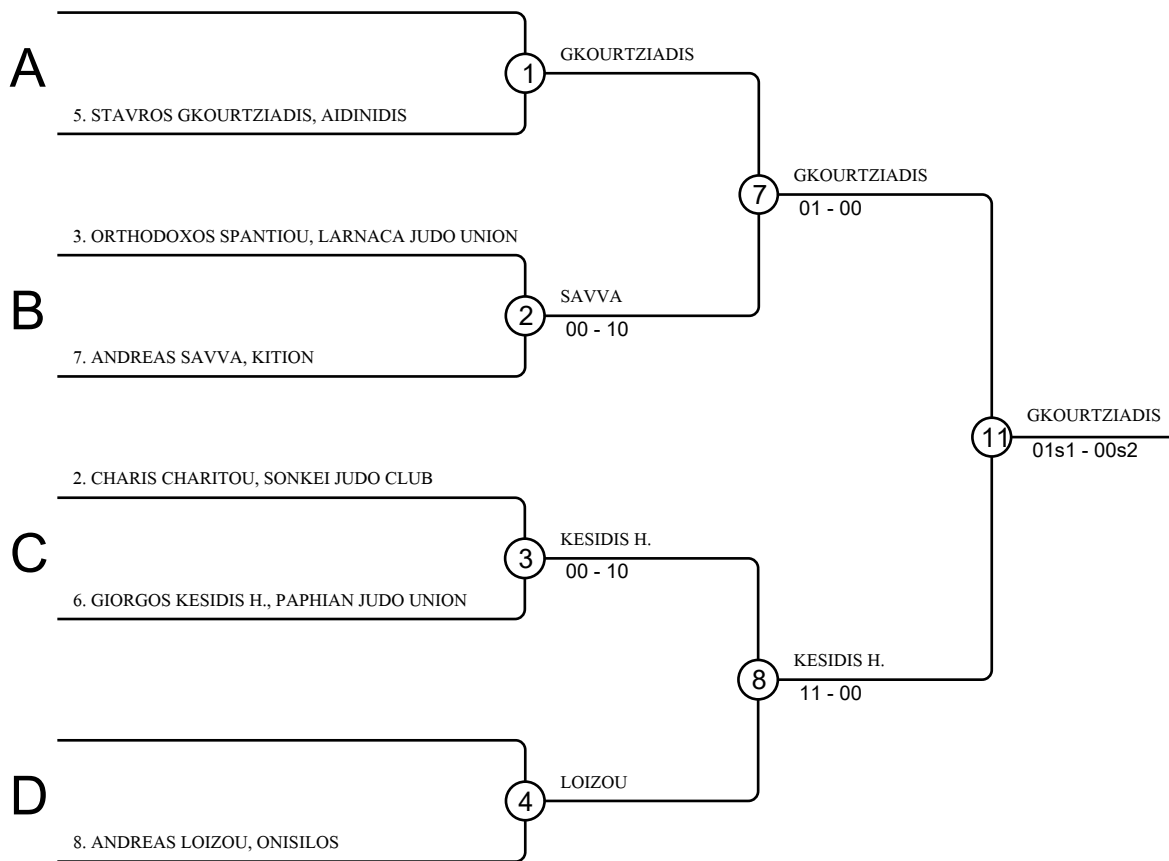 A
1
GKOURTZIADIS
5. STAVROS GKOURTZIADIS, AIDINIDIS
7
GKOURTZIADIS
01 - 00
3. ORTHODOXOS SPANTIOU, LARNACA JUDO UNION
B
2
SAVVA
00 - 10
7. ANDREAS SAVVA, KITION
11
GKOURTZIADIS
01s1 - 00s2
2. CHARIS CHARITOU, SONKEI JUDO CLUB
C
3
KESIDIS H.
00 - 10
6. GIORGOS KESIDIS H., PAPHIAN JUDO UNION
8
KESIDIS H.
11 - 00
D
4
LOIZOU
8. ANDREAS LOIZOU, ONISILOS